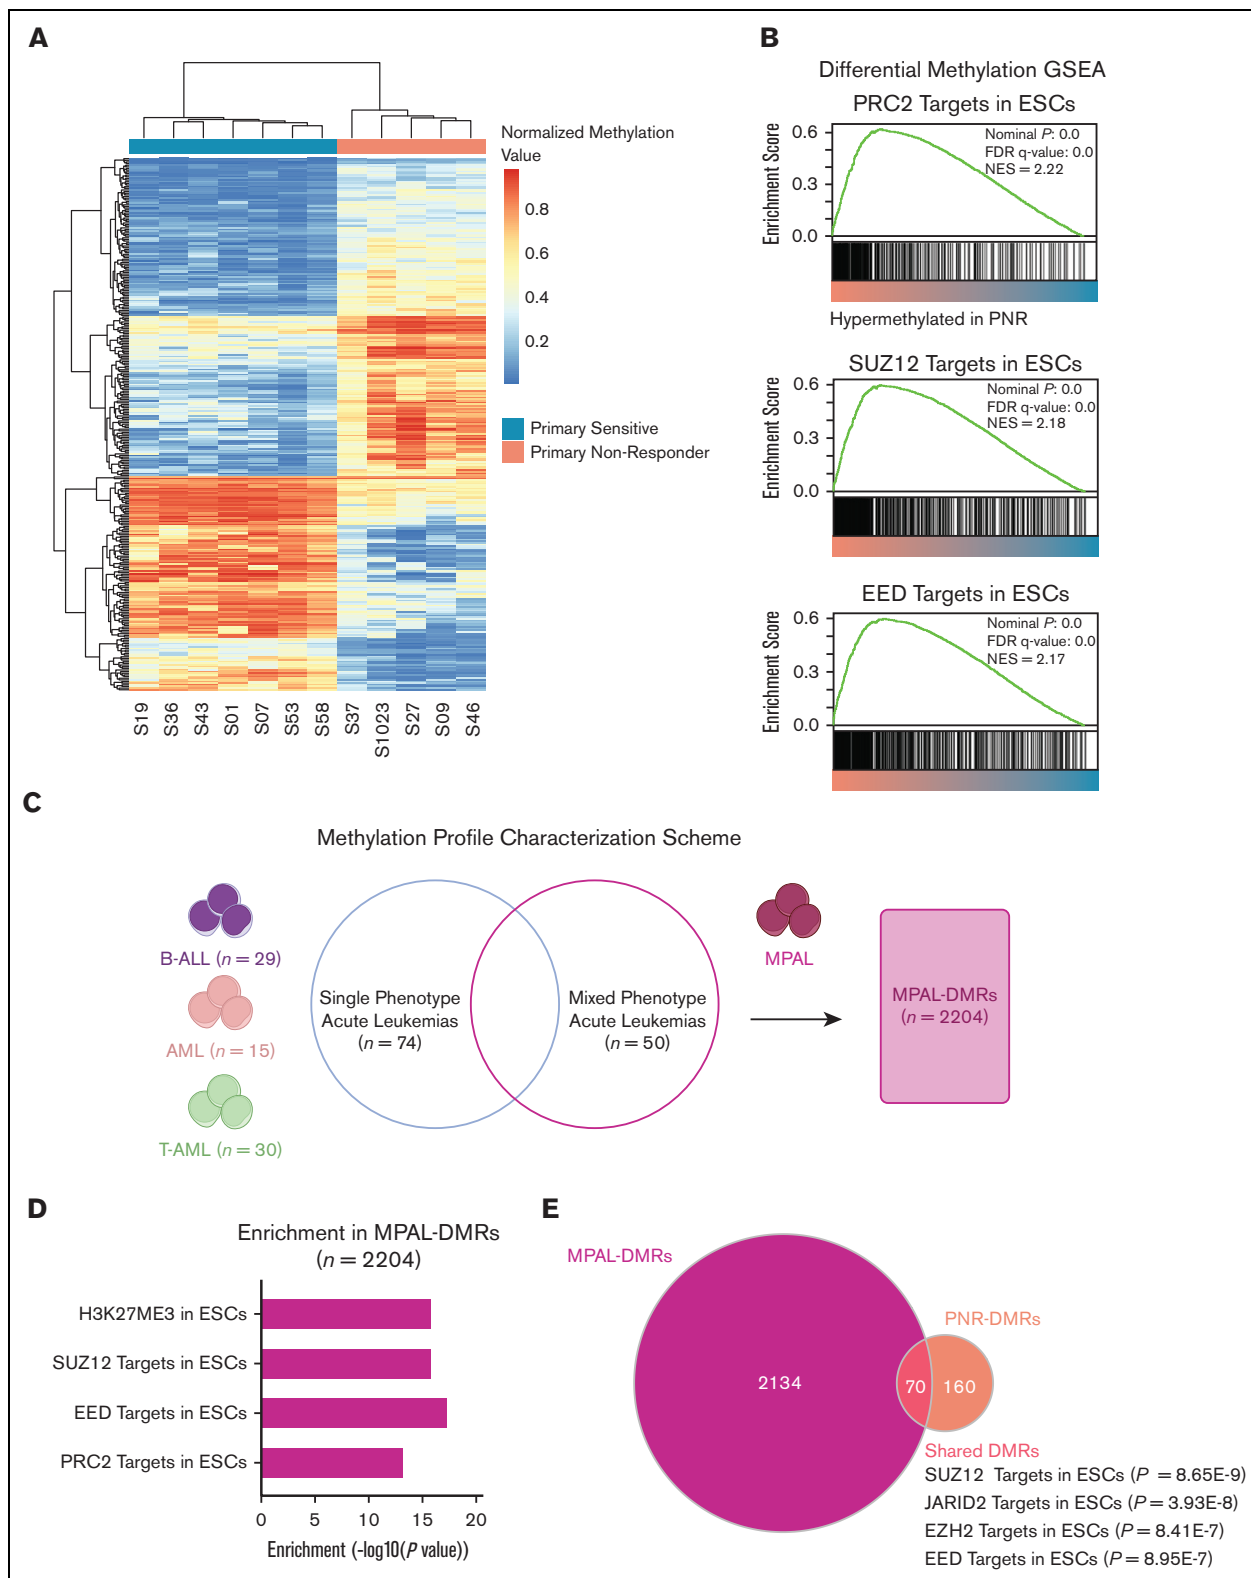 A
Normalized Methylation
Value
0.8
0.6
0.4
0.2
Primary Sensitive
Primary Non-Responder
S19
S36
S43
S01
S07
S53
S58
S37
S1023
S27
S09
S46
B
Differential Methylation GSEA
PRC2 Targets in ESCs
Enrichment Score
0.6
0.3
0.0
Nominal P: 0.0
FDR q-value: 0.0
NES = 2.22
Hypermethylated in PNR
SUZ12 Targets in ESCs
Enrichment Score
0.6
0.3
0.0
Nominal P: 0.0
FDR q-value: 0.0
NES = 2.18
EED Targets in ESCs
Enrichment Score
0.6
0.3
0.0
Nominal P: 0.0
FDR q-value: 0.0
NES = 2.17
C
Methylation Profile Characterization Scheme
B-ALL (n = 29)
AML (n = 15)
T-AML (n = 30)
Single Phenotype
Acute Leukemias
(n = 74)
Mixed Phenotype
Acute Leukemias
(n = 50)
MPAL
MPAL-DMRs
(n = 2204)
D
Enrichment in MPAL-DMRs
(n = 2204)
H3K27ME3 in ESCs
SUZ12 Targets in ESCs
EED Targets in ESCs
PRC2 Targets in ESCs
0 5 10 15 20
Enrichment (-log10(P value))
E
MPAL-DMRs
PNR-DMRs
2134
70
160
Shared DMRs
SUZ12 Targets in ESCs (P = 8.65E-9)
JARID2 Targets in ESCs (P = 3.93E-8)
EZH2 Targets in ESCs (P = 8.41E-7)
EED Targets in ESCs (P = 8.95E-7)